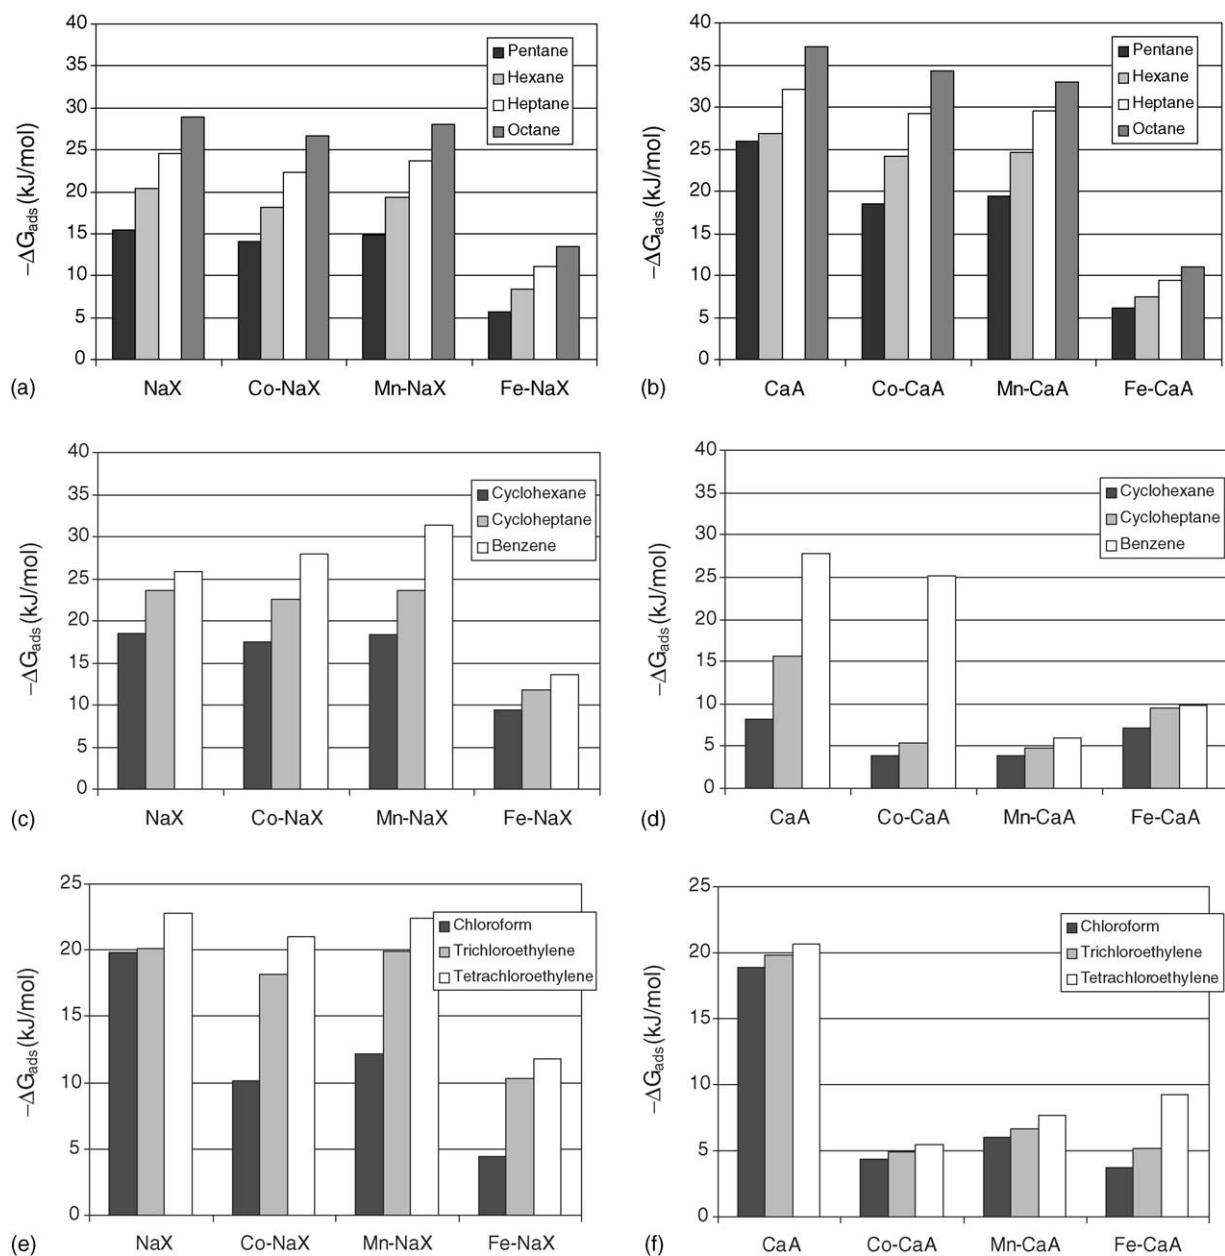 40
35
30
25
20
15
10
5
0
−ΔG_ads (kJ/mol)
Pentane
Hexane
Heptane
Octane
NaX Co-NaX Mn-NaX Fe-NaX
(a)
40
35
30
25
20
15
10
5
0
−ΔG_ads (kJ/mol)
Pentane
Hexane
Heptane
Octane
CaA Co-CaA Mn-CaA Fe-CaA
(b)
40
35
30
25
20
15
10
5
0
−ΔG_ads (kJ/mol)
Cyclohexane
Cycloheptane
Benzene
NaX Co-NaX Mn-NaX Fe-NaX
(c)
40
35
30
25
20
15
10
5
0
−ΔG_ads (kJ/mol)
Cyclohexane
Cycloheptane
Benzene
CaA Co-CaA Mn-CaA Fe-CaA
(d)
25
20
15
10
5
0
−ΔG_ads (kJ/mol)
Chloroform
Trichloroethylene
Tetrachloroethylene
NaX Co-NaX Mn-NaX Fe-NaX
(e)
25
20
15
10
5
0
−ΔG_ads (kJ/mol)
Chloroform
Trichloroethylene
Tetrachloroethylene
CaA Co-CaA Mn-CaA Fe-CaA
(f)